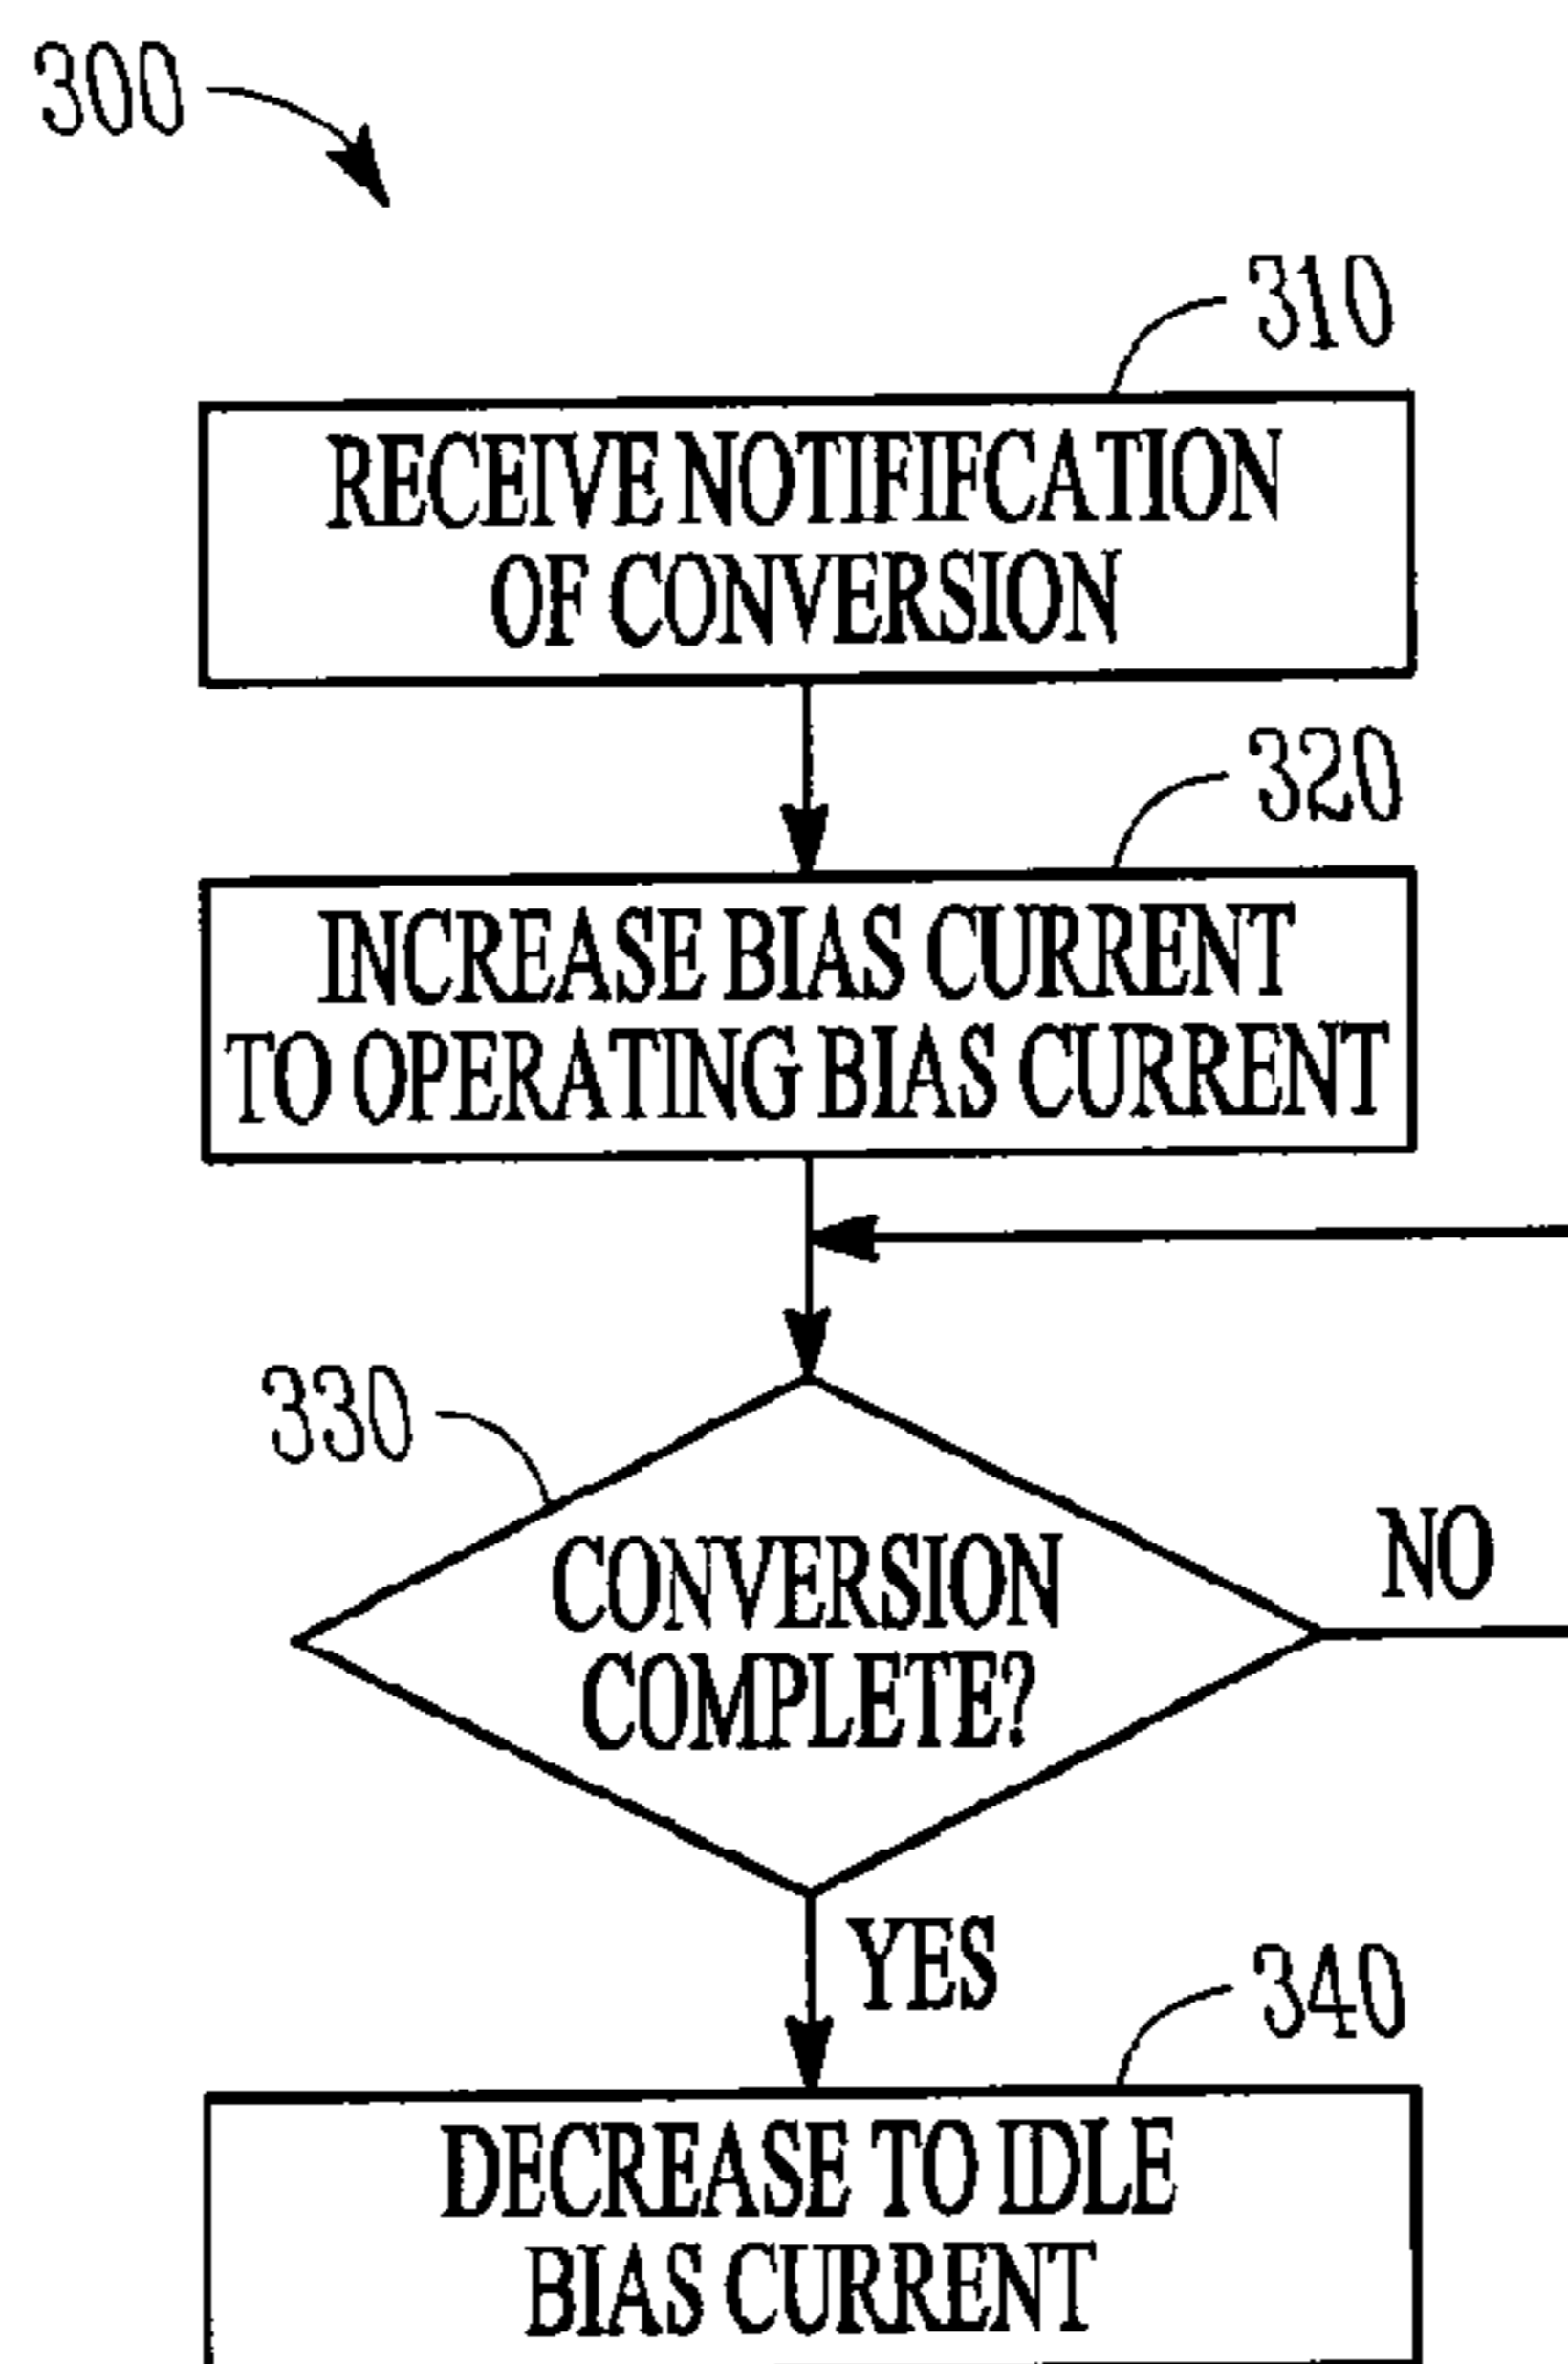 300
310
RECEIVE NOTIFIFCATION
OF CONVERSION
320
INCREASE BIAS CURRENT
TO OPERATING BIAS CURRENT
330
CONVERSION
COMPLETE?
NO
YES
340
DECREASE TO IDLE
BIAS CURRENT